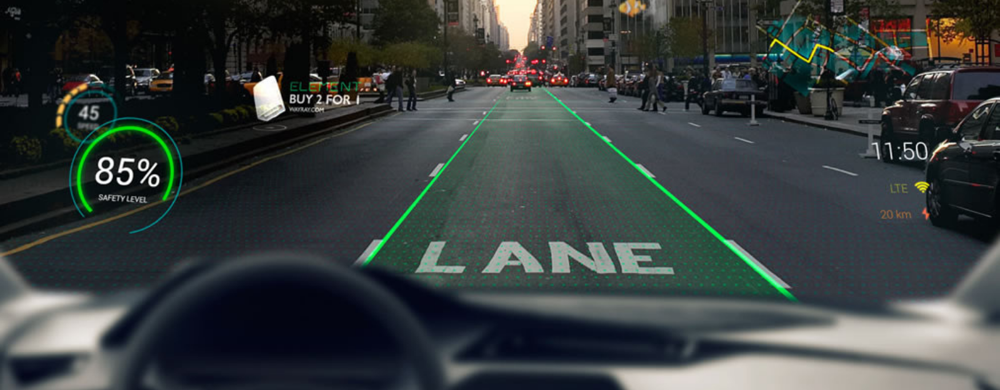 45
SPEED
85%
SAFETY LEVEL
ELEMENT
BUY 2 FOR 1
WAYRAY.COM
11:50
LTE
20 km
LANE